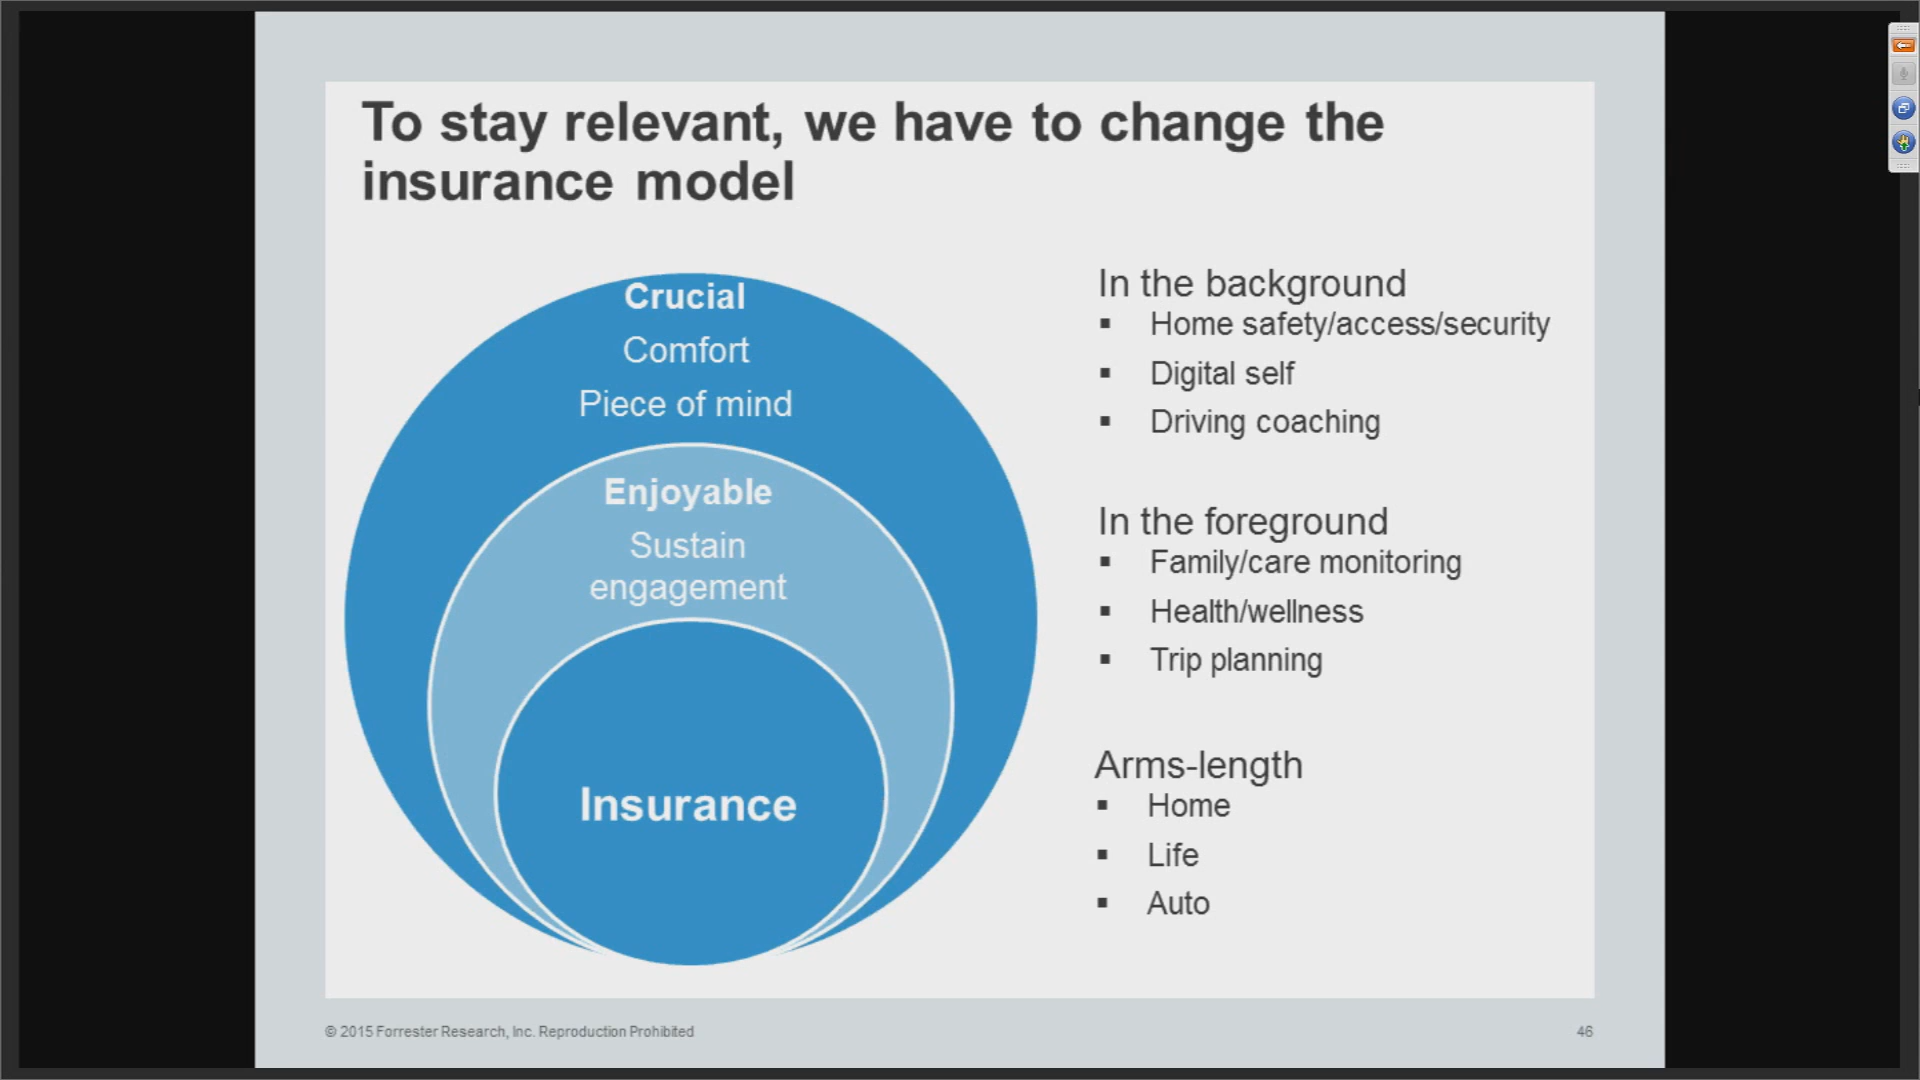 To stay relevant, we have to change the
insurance model
Crucial
Comfort
Piece of mind
Enjoyable
Sustain
engagement
Insurance
In the background
▪ Home safety/access/security
▪ Digital self
▪ Driving coaching
In the foreground
▪ Family/care monitoring
▪ Health/wellness
▪ Trip planning
Arms-length
▪ Home
▪ Life
▪ Auto
© 2015 Forrester Research, Inc. Reproduction Prohibited
46